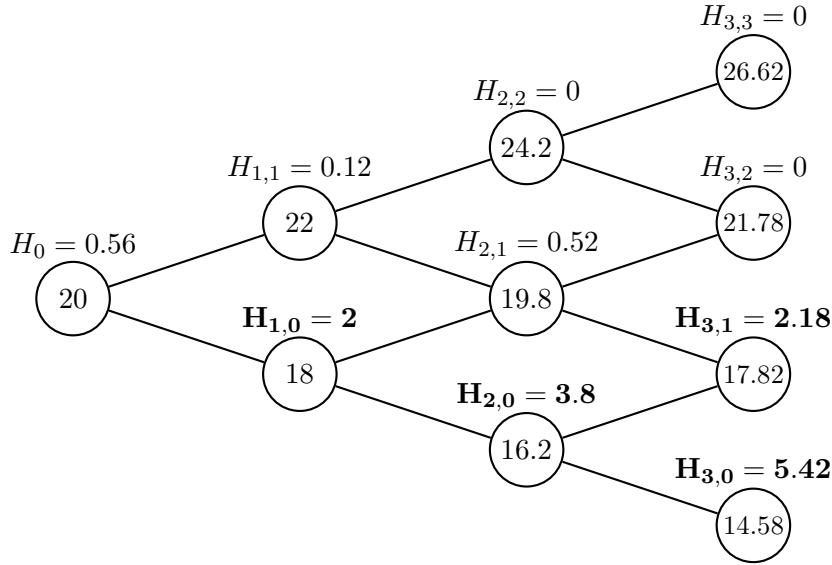 H₃,₃ = 0
26.62
H₂,₂ = 0
24.2
H₁,₁ = 0.12
H₃,₂ = 0
22
21.78
H₀ = 0.56
H₂,₁ = 0.52
20
19.8
H₁,₀ = 2
H₃,₁ = 2.18
18
17.82
H₂,₀ = 3.8
16.2
H₃,₀ = 5.42
14.58